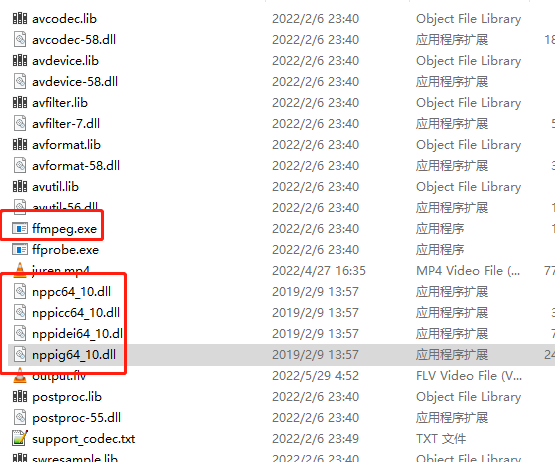 avcodec.lib 2022/2/6 23:40 Object File Library
avcodec-58.dll 2022/2/6 23:40 应用程序扩展 18
avdevice.lib 2022/2/6 23:40 Object File Library
avdevice-58.dll 2022/2/6 23:40 应用程序扩展
avfilter.lib 2022/2/6 23:40 Object File Library
avfilter-7.dll 2022/2/6 23:40 应用程序扩展 5
avformat.lib 2022/2/6 23:40 Object File Library
avformat-58.dll 2022/2/6 23:40 应用程序扩展 3
avutil.lib 2022/2/6 23:40 Object File Library
avutil-56.dll 2022/2/6 23:40 应用程序扩展
ffmpeg.exe 2022/2/6 23:40 应用程序 1
ffprobe.exe 2022/2/6 23:40 应用程序
juren.mp4 2022/4/27 16:35 MP4 Video File (... 1
nppc64_10.dll 2019/2/9 13:57 应用程序扩展
nppicc64_10.dll 2019/2/9 13:57 应用程序扩展 3
nppidei64_10.dll 2019/2/9 13:57 应用程序扩展 7
nppig64_10.dll 2019/2/9 13:57 应用程序扩展 24
output.flv 2022/5/29 4:52 FLV Video File (V...
postproc.lib 2022/2/6 23:40 Object File Library
postproc-55.dll 2022/2/6 23:40 应用程序扩展
support_codec.txt 2022/2/6 23:49 TXT 文件
swresample.lib 2022/2/6 23:40 Object File Library